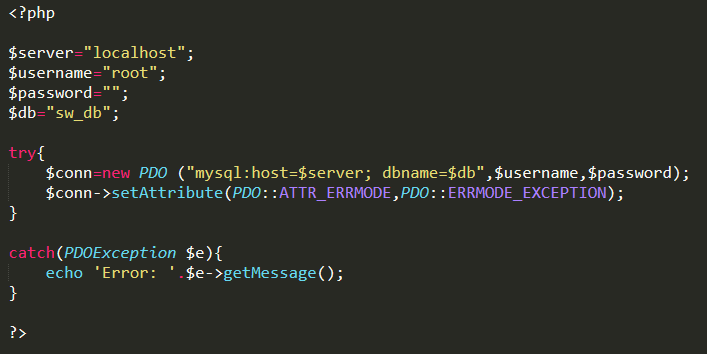 <?php
$server="localhost";
$username="root";
$password="";
$db="sw_db";
try{
$conn=new PDO ("mysql:host=$server; dbname=$db",$username,$password);
$conn->setAttribute(PDO::ATTR_ERRMODE,PDO::ERRMODE_EXCEPTION);
}
catch(PDOException $e){
echo 'Error: '.$e->getMessage();
}
?>